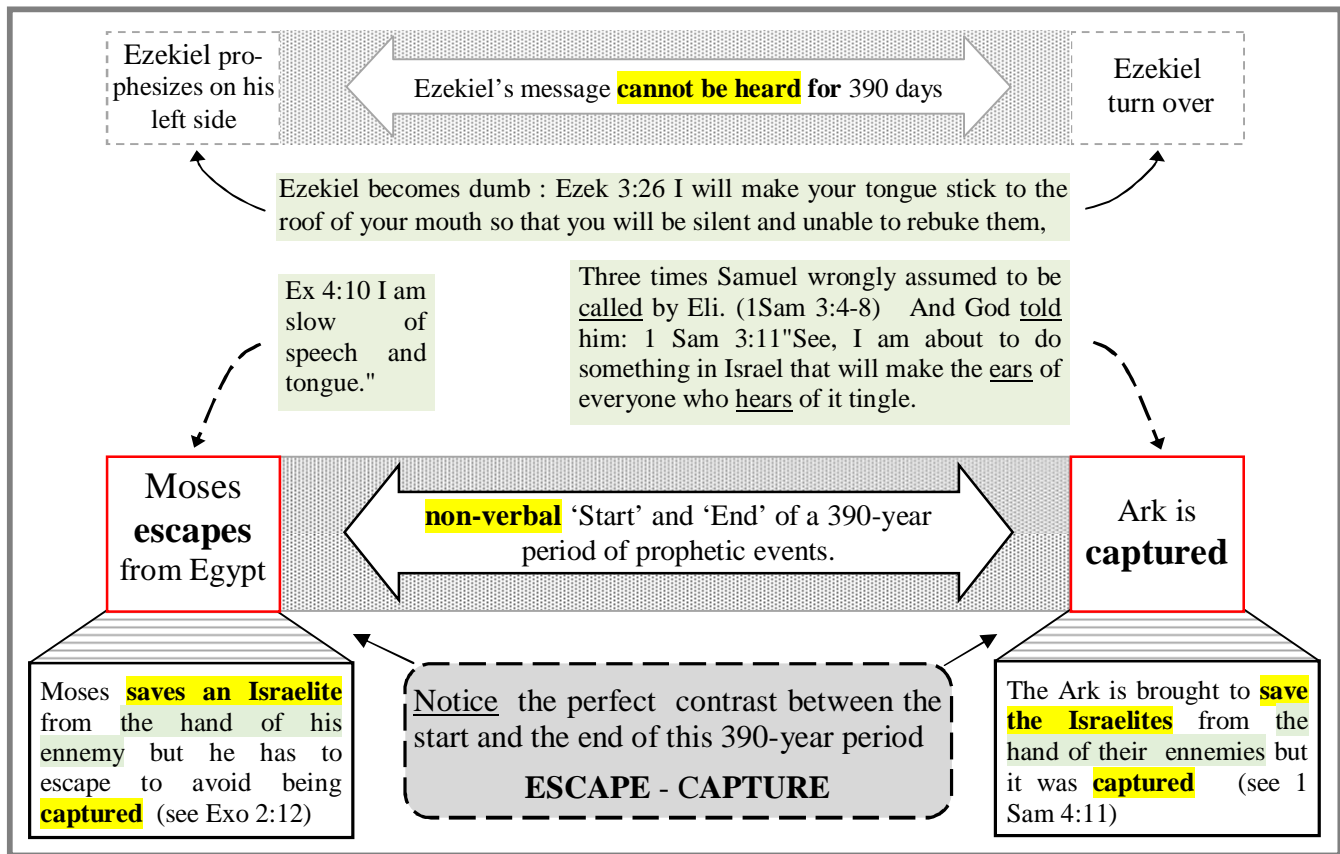 Ezekiel pro-
phesizes on his
left side
Ezekiel’s message cannot be heard for 390 days
Ezekiel
turn over
Ezekiel becomes dumb : Ezek 3:26 I will make your tongue stick to the
roof of your mouth so that you will be silent and unable to rebuke them,
Ex 4:10 I am
slow of
speech and
tongue."
Three times Samuel wrongly assumed to be
called by Eli. (1Sam 3:4-8) And God told
him: 1 Sam 3:11"See, I am about to do
something in Israel that will make the ears of
everyone who hears of it tingle.
Moses
escapes
from Egypt
non-verbal ‘Start’ and ‘End’ of a 390-year
period of prophetic events.
Ark is
captured
Moses saves an Israelite
from the hand of his
ennemy but he has to
escape to avoid being
captured (see Exo 2:12)
Notice the perfect contrast between the
start and the end of this 390-year period
ESCAPE - CAPTURE
The Ark is brought to save
the Israelites from the
hand of their ennemies but
it was captured (see 1
Sam 4:11)